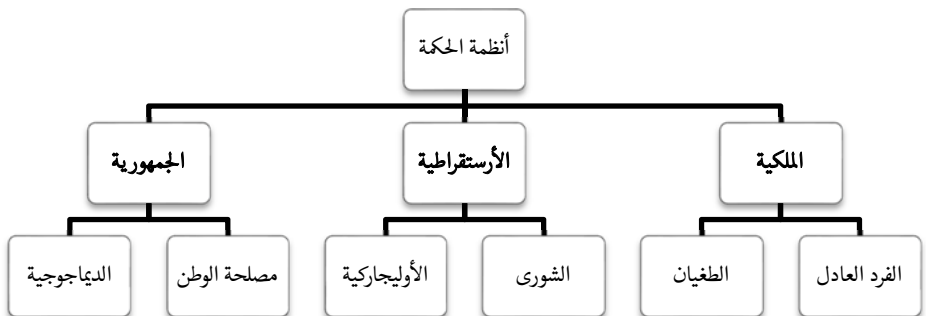 أنظمة الحكمة
الملكية
الأرستقراطية
الجمهورية
الفرد العادل
الطغيان
الشورى
الأوليجاركية
مصلحة الوطن
الديماجوجية